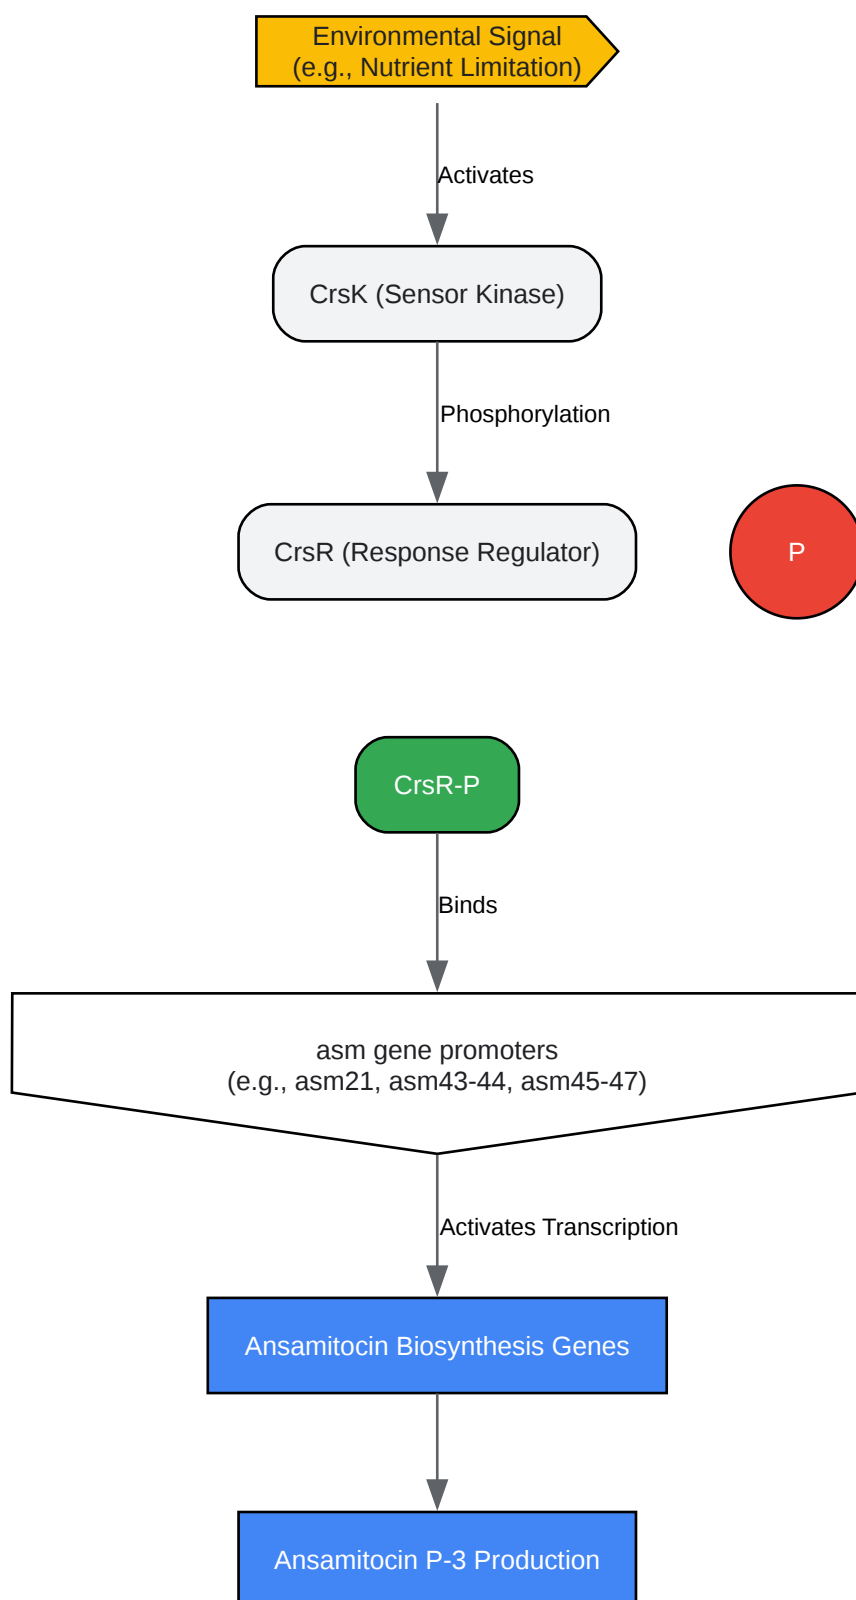 Environmental Signal
(e.g., Nutrient Limitation)
Activates
CrsK (Sensor Kinase)
Phosphorylation
CrsR (Response Regulator)
P
CrsR-P
Binds
asm gene promoters
(e.g., asm21, asm43-44, asm45-47)
Activates Transcription
Ansamitocin Biosynthesis Genes
Ansamitocin P-3 Production